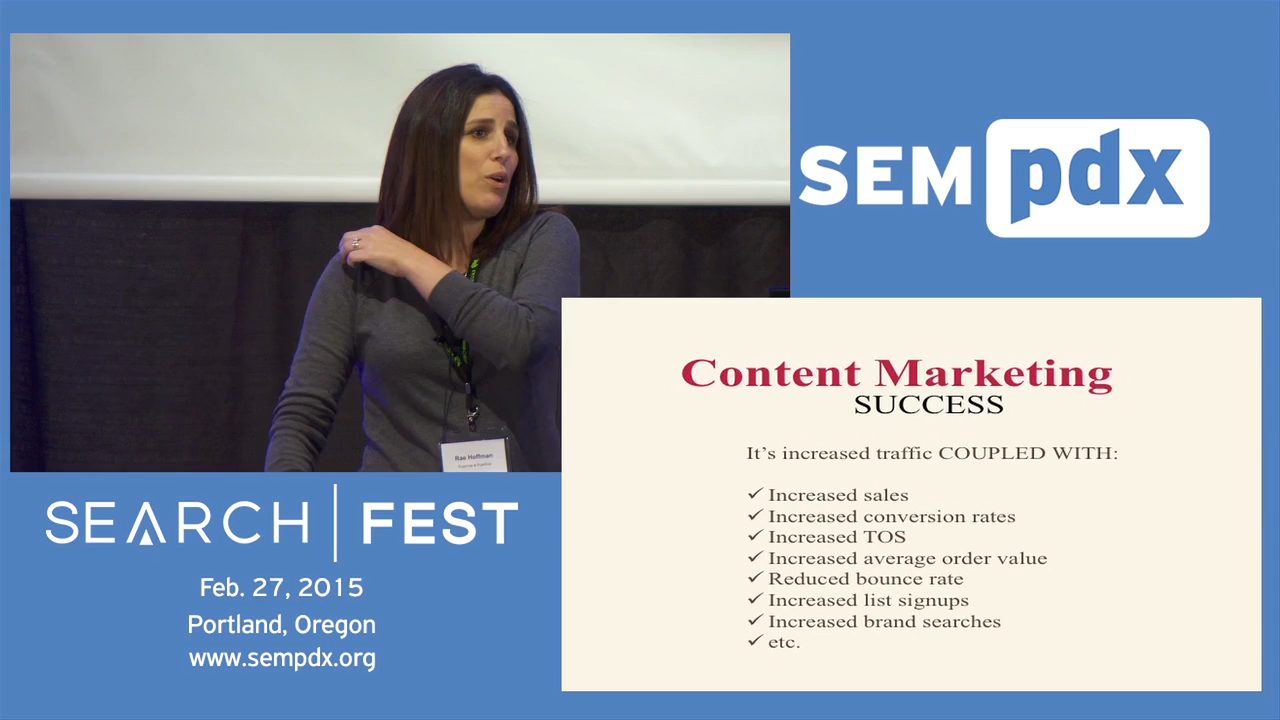 SEM pdx
Rae Hoffman
Content Marketing
SUCCESS
It's increased traffic COUPLED WITH:
✓ Increased sales
✓ Increased conversion rates
✓ Increased TOS
✓ Increased average order value
✓ Reduced bounce rate
✓ Increased list signups
✓ Increased brand searches
✓ etc.
SEARCH FEST
Feb. 27, 2015
Portland, Oregon
www.sempdx.org